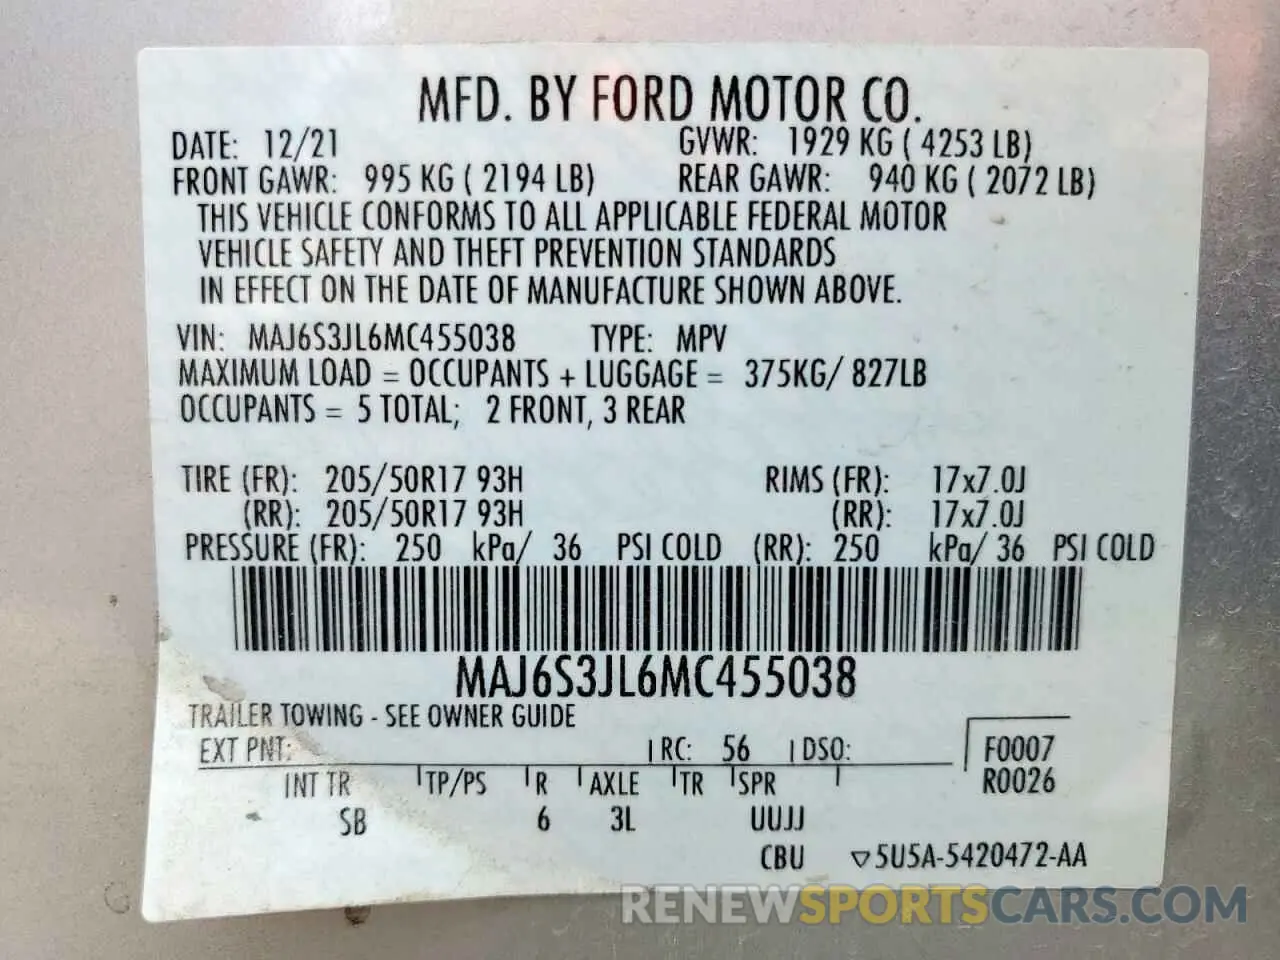 MFD. BY FORD MOTOR CO.
DATE: 12/21 GVWR: 1929 KG ( 4253 LB)
FRONT GAWR: 995 KG ( 2194 LB) REAR GAWR: 940 KG ( 2072 LB)
THIS VEHICLE CONFORMS TO ALL APPLICABLE FEDERAL MOTOR
VEHICLE SAFETY AND THEFT PREVENTION STANDARDS
IN EFFECT ON THE DATE OF MANUFACTURE SHOWN ABOVE.
VIN: MAJ6S3JL6MC455038 TYPE: MPV
MAXIMUM LOAD = OCCUPANTS + LUGGAGE = 375KG/ 827LB
OCCUPANTS = 5 TOTAL; 2 FRONT, 3 REAR
TIRE (FR): 205/50R17 93H RIMS (FR): 17x7.0J
(RR): 205/50R17 93H (RR): 17x7.0J
PRESSURE (FR): 250 kPa/ 36 PSI COLD (RR): 250 kPa/ 36 PSI COLD
MAJ6S3JL6MC455038
TRAILER TOWING - SEE OWNER GUIDE
EXT PNT: RC: 56 DSO: F0007
R0026
INT TR TP/PS R AXLE TR SPR
SB 6 3L UUJJ
CBU ▽5U5A-5420472-AA
RENEWSPORTSCARS.COM